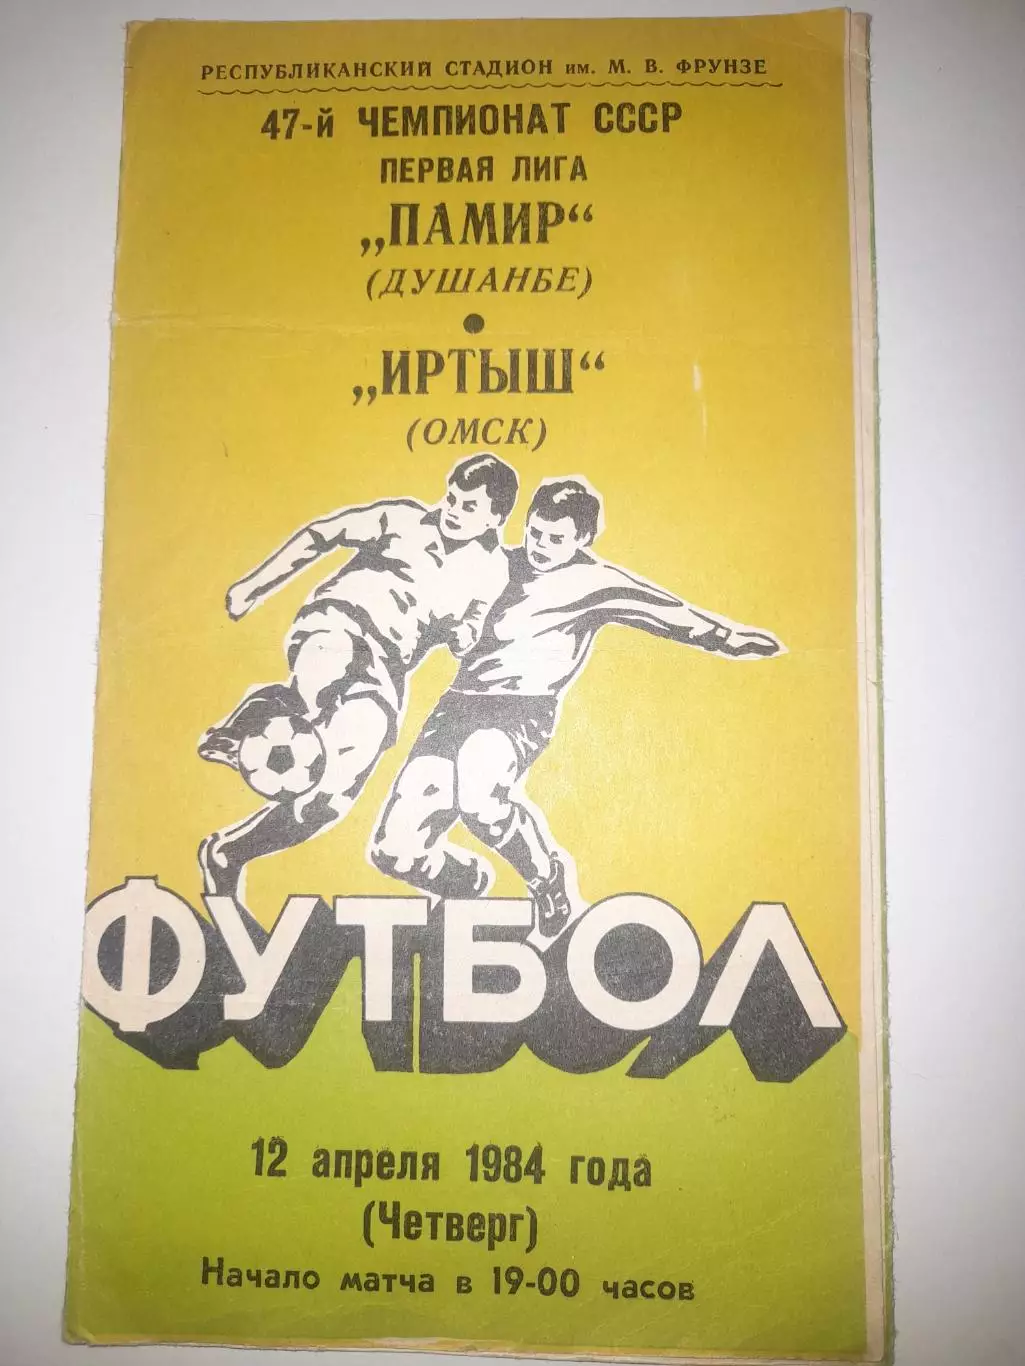 РЕСПУБЛИКАНСКИЙ СТАДИОН им. М. В. ФРУНЗЕ
47-й ЧЕМПИОНАТ СССР
ПЕРВАЯ ЛИГА
„ПАМИР“
(ДУШАНБЕ)
•
„ИРТЫШ“
(ОМСК)
ФУТБОЛ
12 апреля 1984 года
(Четверг)
Начало матча в 19-00 часов